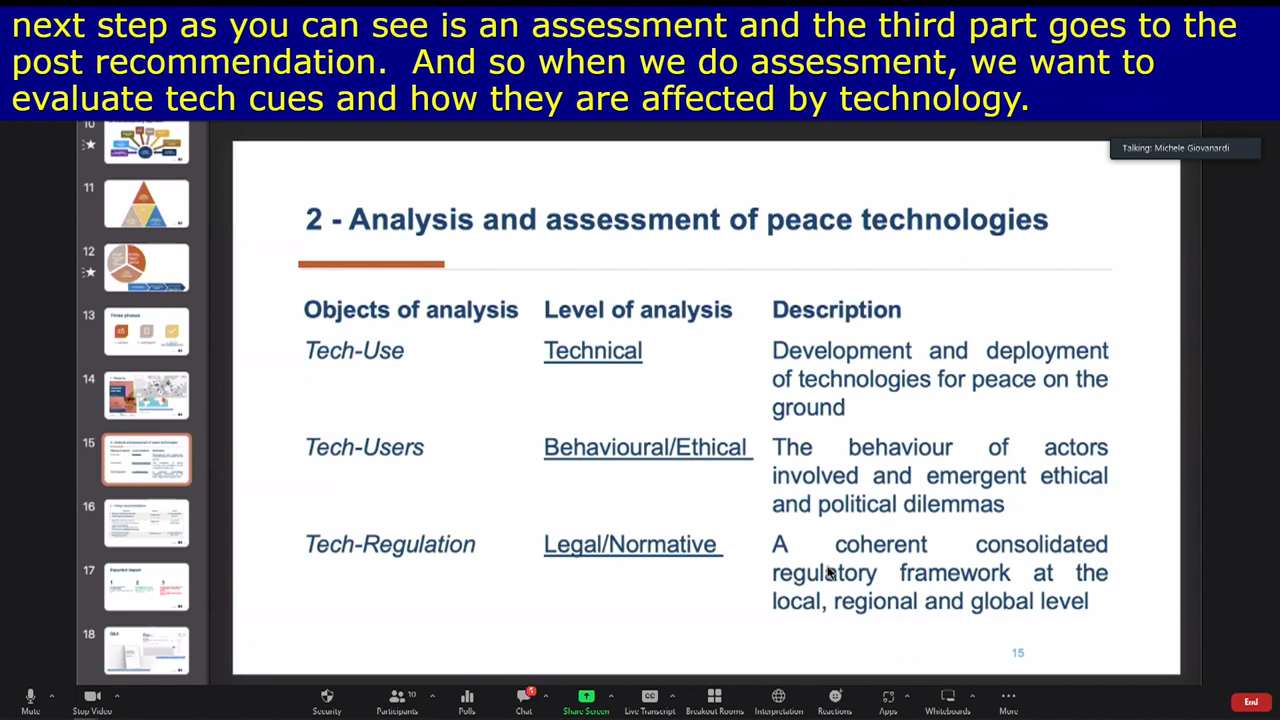 next step as you can see is an assessment and the third part goes to the
post recommendation.  And so when we do assessment, we want to
evaluate tech cues and how they are affected by technology.
Talking: Michele Giovanardi
10
11
12
13
Three phases
14
15
16
17
Expected impact
18
Q&A
2 - Analysis and assessment of peace technologies
Objects of analysis Level of analysis Description
Tech-Use Technical Development and deployment
of technologies for peace on the
ground
Tech-Users Behavioural/Ethical The behaviour of actors
involved and emergent ethical
and political dilemmas
Tech-Regulation Legal/Normative A coherent consolidated
regulatory framework at the
local, regional and global level
15
Mute Stop Video Security Participants 10 Polls Chat 5 Share Screen Live Transcript Breakout Rooms Interpretation Reactions Apps Whiteboards More End